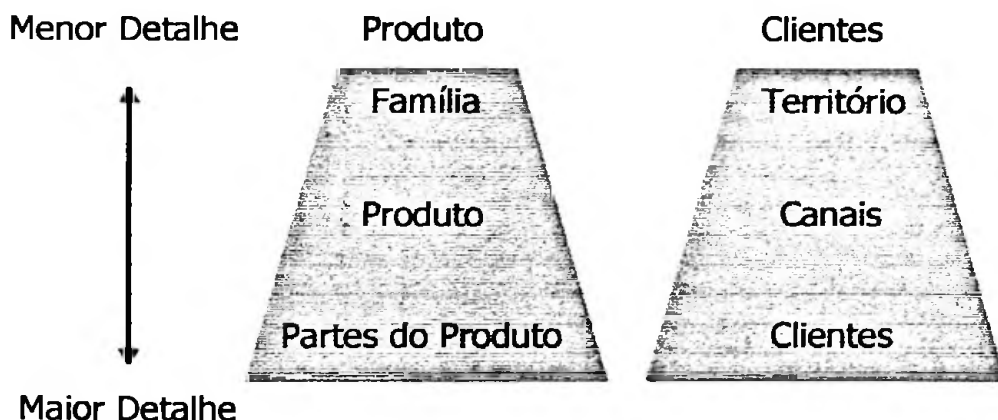 Menor Detalhe Produto Clientes
Família Território
Produto Canais
Partes do Produto Clientes
Maior Detalhe